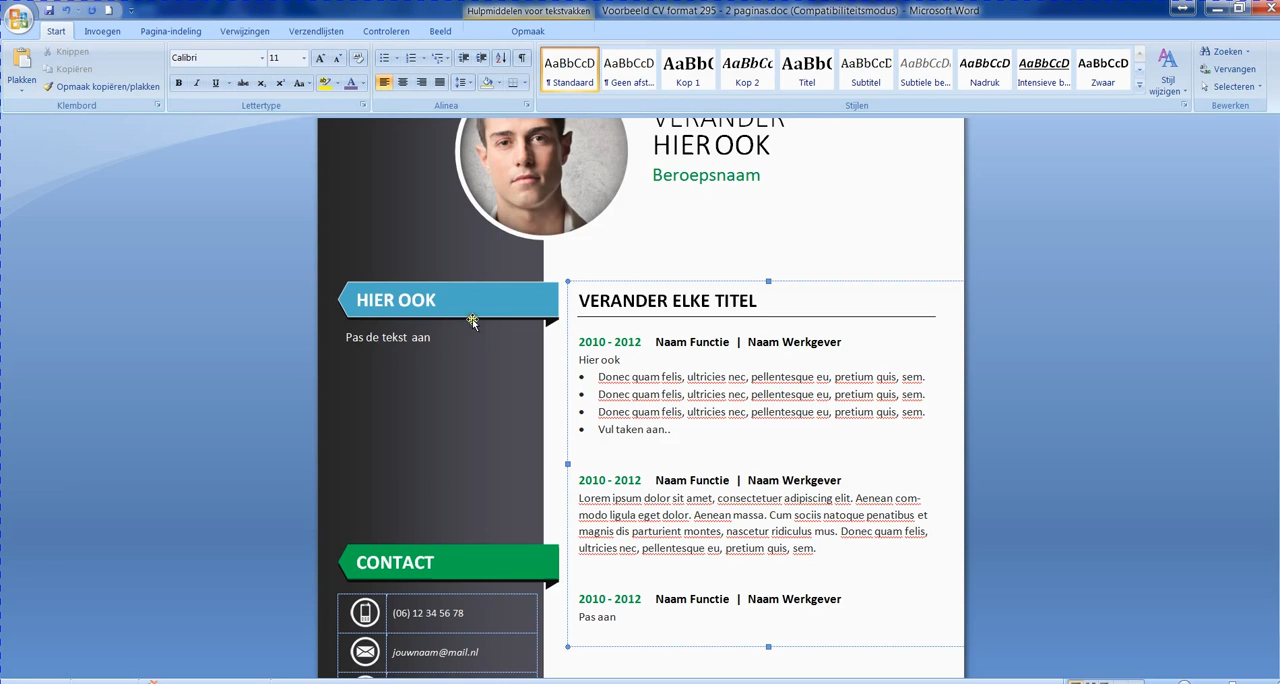 Hulpmiddelen voor tekstvakken
Voorbeeld CV format 295 - 2 paginas.doc (Compatibiliteitsmodus) - Microsoft Word
Start Invoegen Pagina-indeling Verwijzingen Verzendlijsten Controleren Beeld Opmaak
Plakken
Knippen
Kopiëren
Opmaak kopiëren/plakken
Klembord
Calibri 11
B I U abc x₂ x² Aa A
Lettertype
Alinea
AaBbCcD AaBbCcD AaBb( AaBbCc AaBb( AaBbCcE AaBbCcD AaBbCcD AaBbCcD AaBbCcD
¶ Standaard ¶ Geen afst... Kop 1 Kop 2 Titel Subtitel Subtiele be... Nadruk Intensieve b... Zwaar
Stijlen
Stijl
wijzigen
Zoeken
Vervangen
Selecteren
Bewerken
VERANDER
HIER OOK
Beroepsnaam
HIER OOK
Pas de tekst aan
CONTACT
(06) 12 34 56 78
jouwnaam@mail.nl
VERANDER ELKE TITEL
2010 - 2012 Naam Functie | Naam Werkgever
Hier ook
• Donec quam felis, ultricies nec, pellentesque eu, pretium quis, sem.
• Donec quam felis, ultricies nec, pellentesque eu, pretium quis, sem.
• Donec quam felis, ultricies nec, pellentesque eu, pretium quis, sem.
• Vul taken aan..
2010 - 2012 Naam Functie | Naam Werkgever
Lorem ipsum dolor sit amet, consectetuer adipiscing elit. Aenean com-
modo ligula eget dolor. Aenean massa. Cum sociis natoque penatibus et
magnis dis parturient montes, nascetur ridiculus mus. Donec quam felis,
ultricies nec, pellentesque eu, pretium quis, sem.
2010 - 2012 Naam Functie | Naam Werkgever
Pas aan